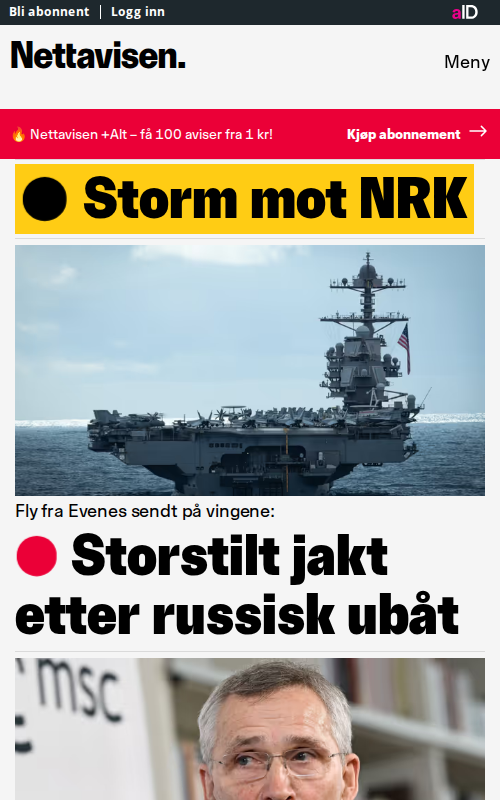 Bli abonnent | Logg inn
aID
Nettavisen.
Meny
🔥 Nettavisen +Alt – få 100 aviser fra 1 kr!
Kjøp abonnement →
Storm mot NRK
Fly fra Evenes sendt på vingene:
Storstilt jakt
etter russisk ubåt
msc